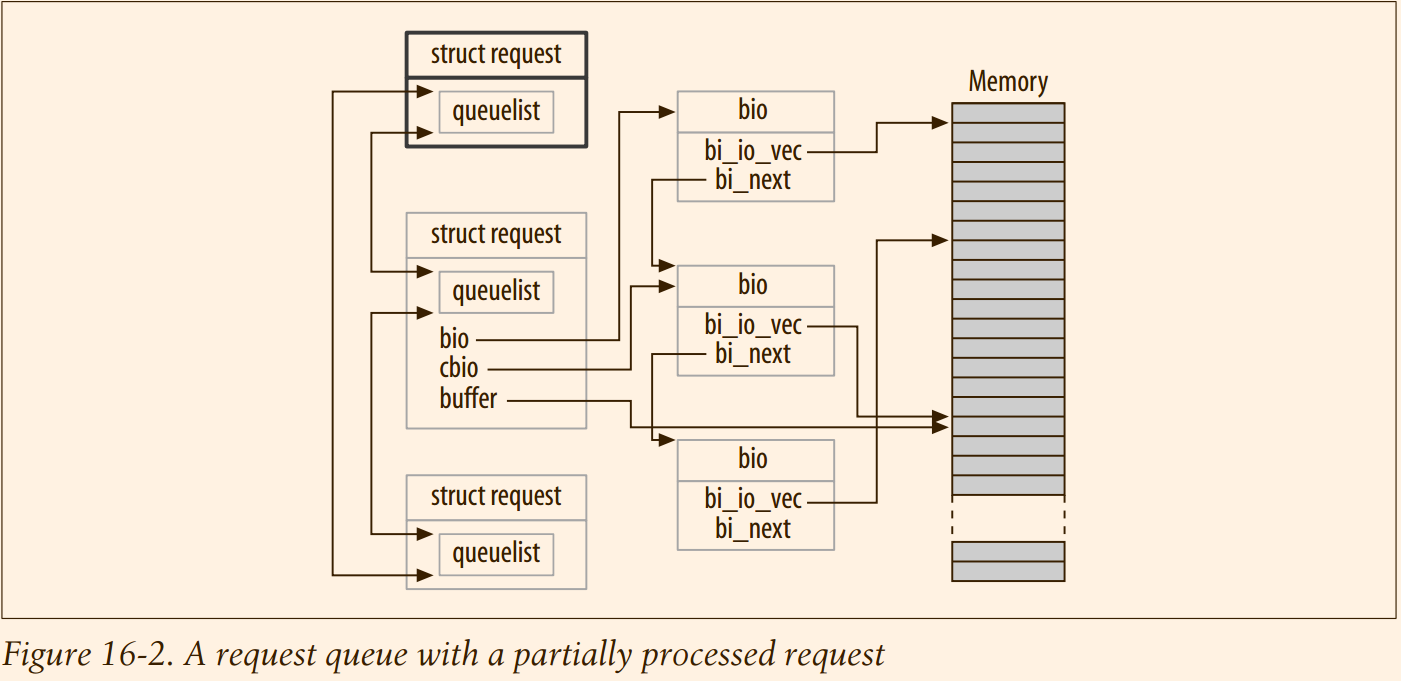 struct request
queuelist
struct request
queuelist
bio
cbio
buffer
struct request
queuelist
bio
bi_io_vec
bi_next
bio
bi_io_vec
bi_next
bio
bi_io_vec
bi_next
Memory
Figure 16-2. A request queue with a partially processed request